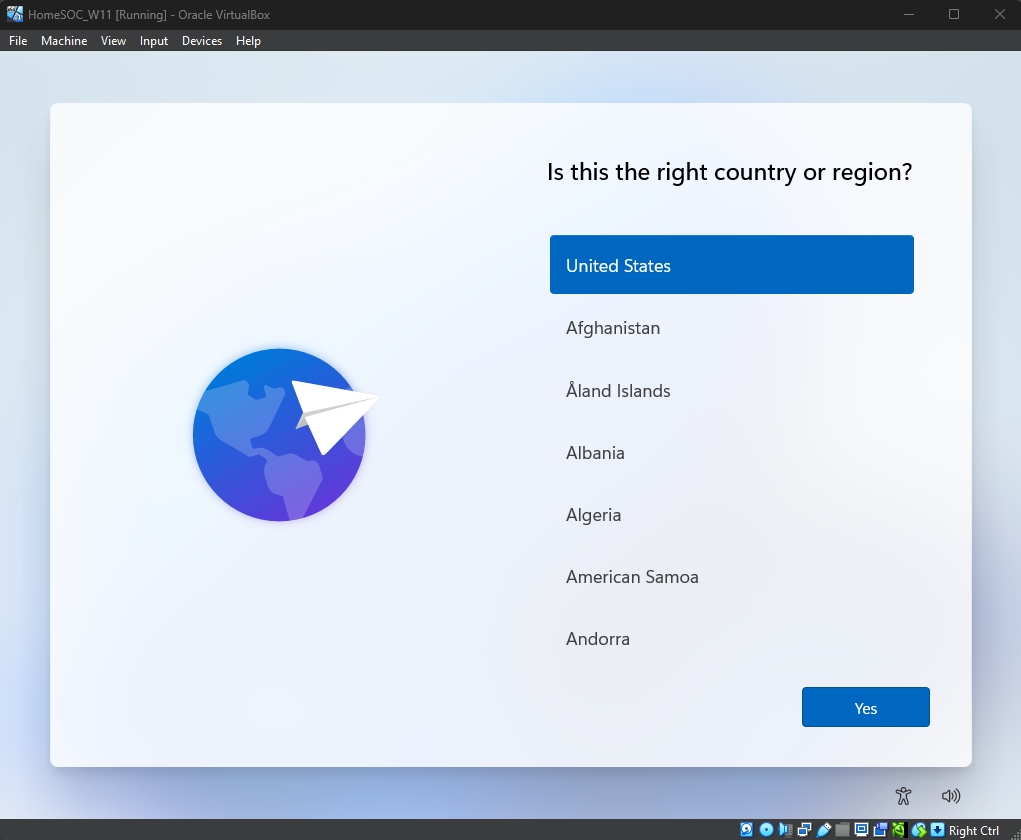 HomeSOC_W11 [Running] - Oracle VirtualBox
File Machine View Input Devices Help
Is this the right country or region?
United States
Afghanistan
Åland Islands
Albania
Algeria
American Samoa
Andorra
Yes
Right Ctrl